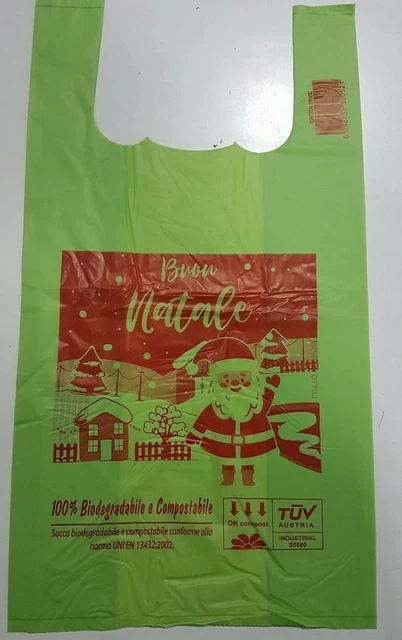 Buon
Natale
100% Biodegradabile e Compostabile
Sacco biodegradabile e compostabile conforme alla
norma UNI EN 13432:2002.
OK compost
TÜV
AUSTRIA
INDUSTRIAL
S0680